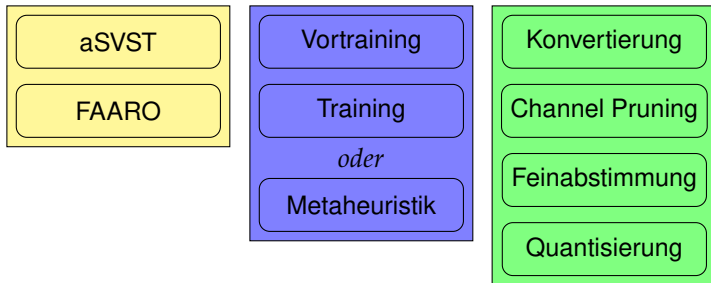 aSVST
FAARO
Vortraining
Training
oder
Metaheuristik
Konvertierung
Channel Pruning
Feinabstimmung
Quantisierung